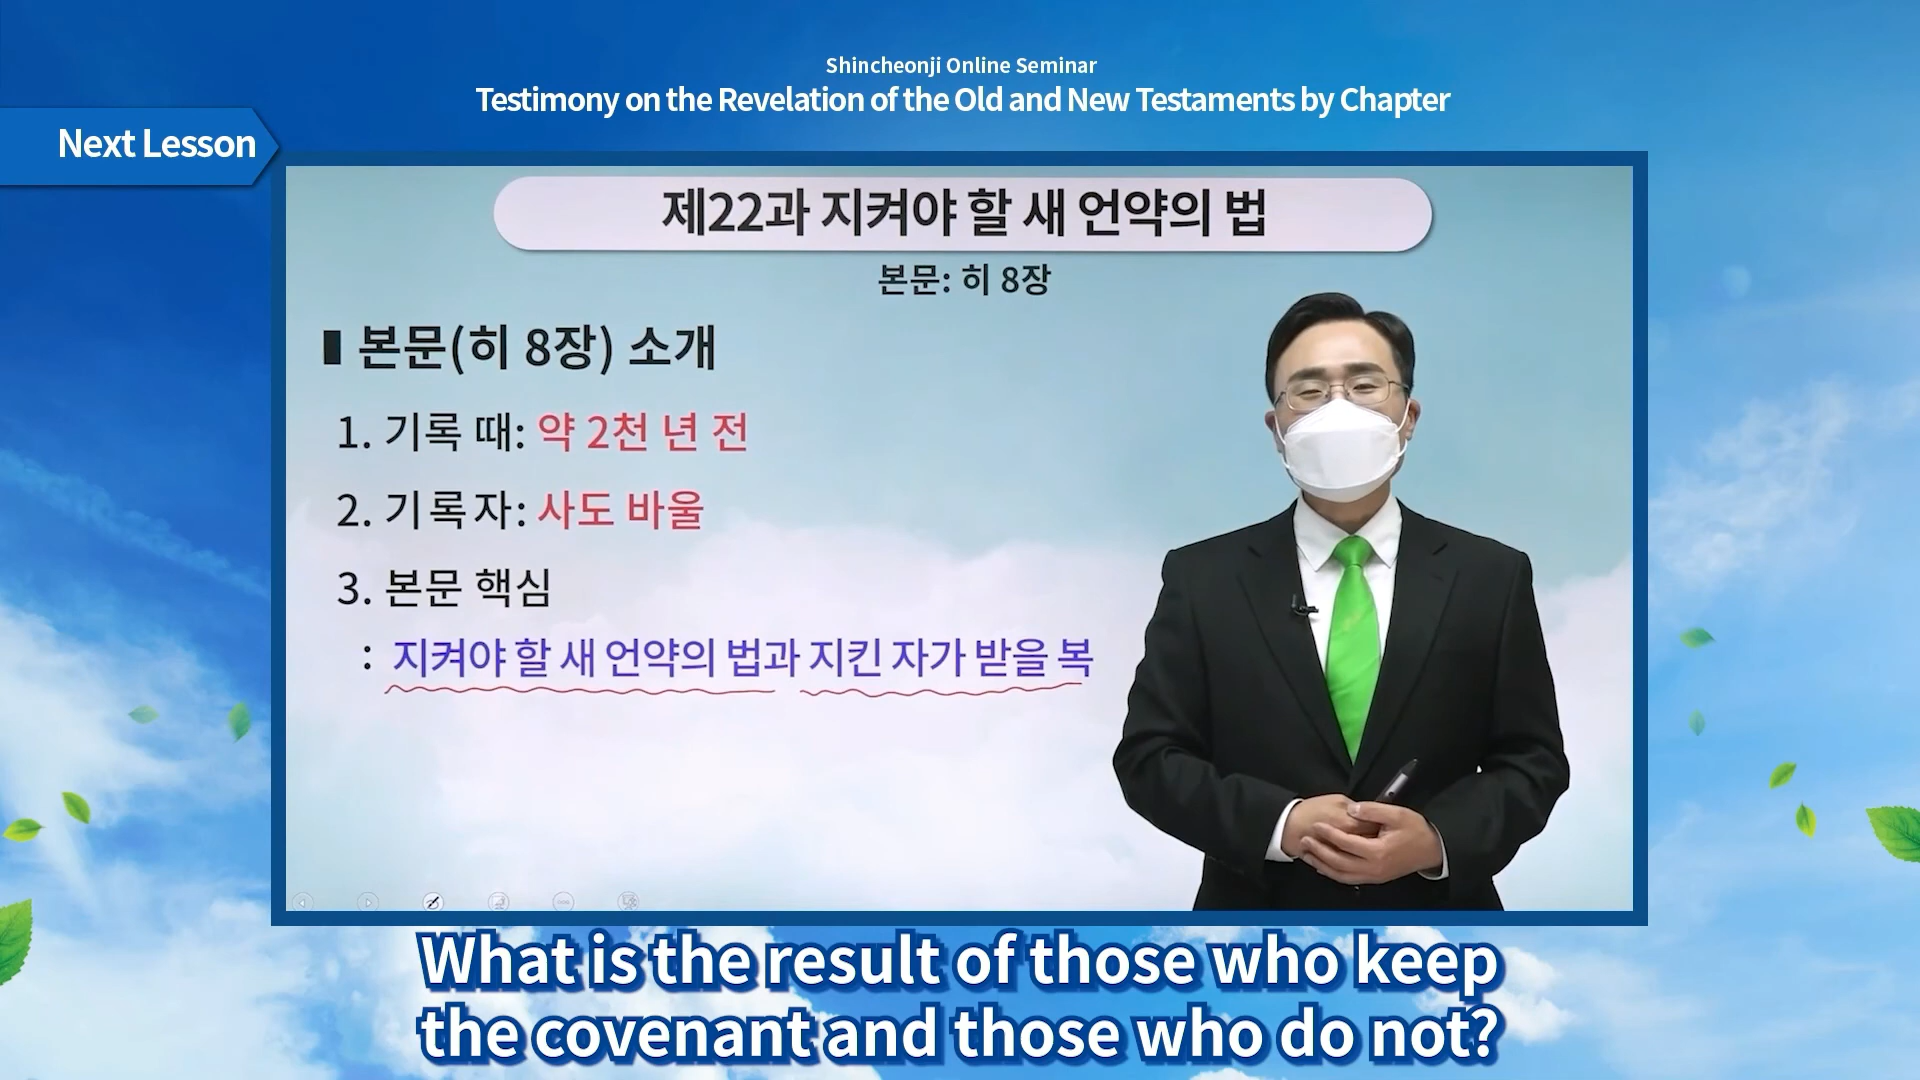 Shincheonji Online Seminar
Testimony on the Revelation of the Old and New Testaments by Chapter
Next Lesson
제22과 지켜야 할 새 언약의 법
본문: 히 8장
본문(히 8장) 소개
1. 기록 때: 약 2천 년 전
2. 기록자: 사도 바울
3. 본문 핵심
: 지켜야 할 새 언약의 법과 지킨 자가 받을 복
What is the result of those who keep
the covenant and those who do not?